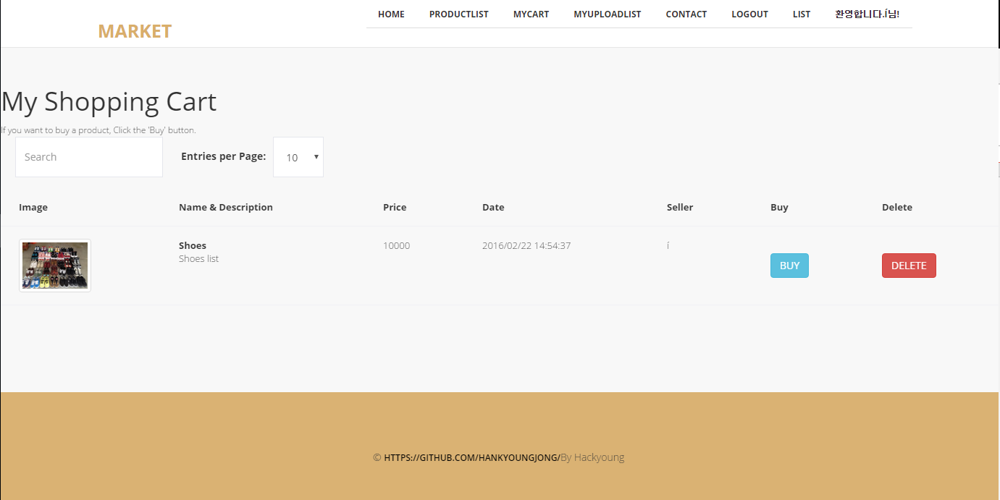 HOME PRODUCTLIST MYCART MYUPLOADLIST CONTACT LOGOUT LIST 환영합니다.Í님!
MARKET
My Shopping Cart
If you want to buy a product, Click the 'Buy' button.
Search Entries per Page: 10
Image Name & Description Price Date Seller Buy Delete
Shoes 10000 2016/02/22 14:54:37 í
Shoes list
BUY DELETE
© HTTPS://GITHUB.COM/HANKYOUNGJONG/By Hackyoung